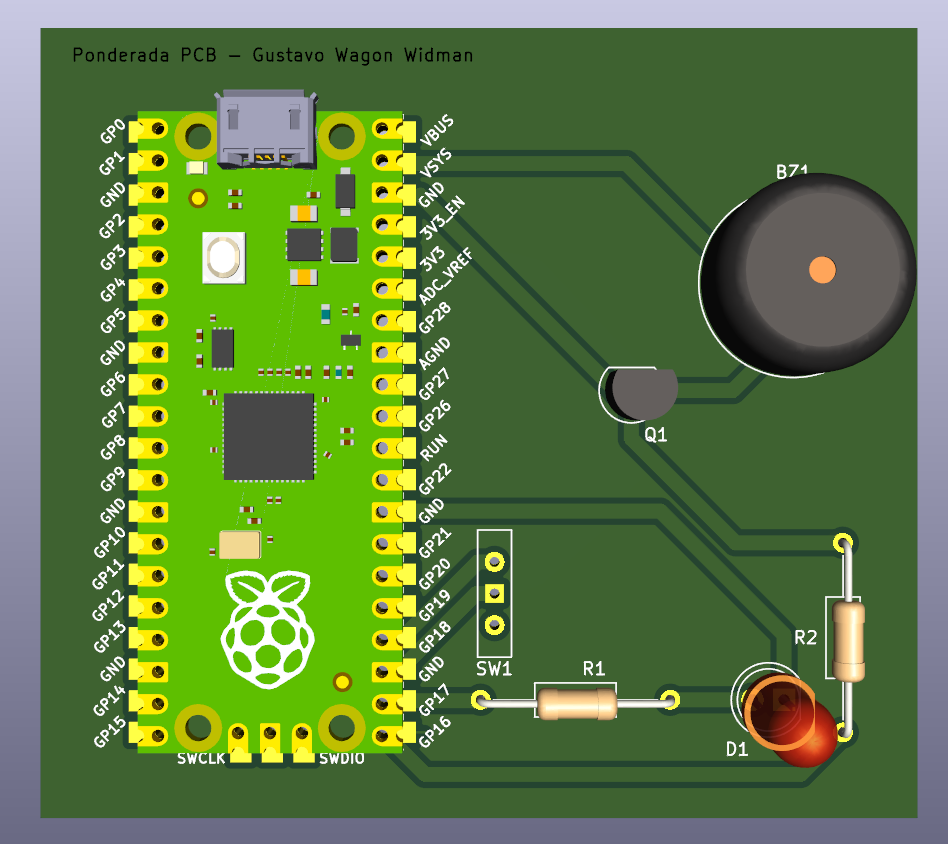 Ponderada PCB – Gustavo Wagon Widman
GP0
GP1
GND
GP2
GP3
GP4
GP5
GND
GP6
GP7
GP8
GP9
GND
GP10
GP11
GP12
GP13
GND
GP14
GP15
VBUS
VSYS
GND
3V3_EN
3V3
ADC_VREF
GP28
AGND
GP27
GP26
RUN
GP22
GND
GP21
GP20
GP19
GP18
GND
GP17
GP16
SWCLK
SWDIO
BZ1
Q1
SW1
R1
R2
D1